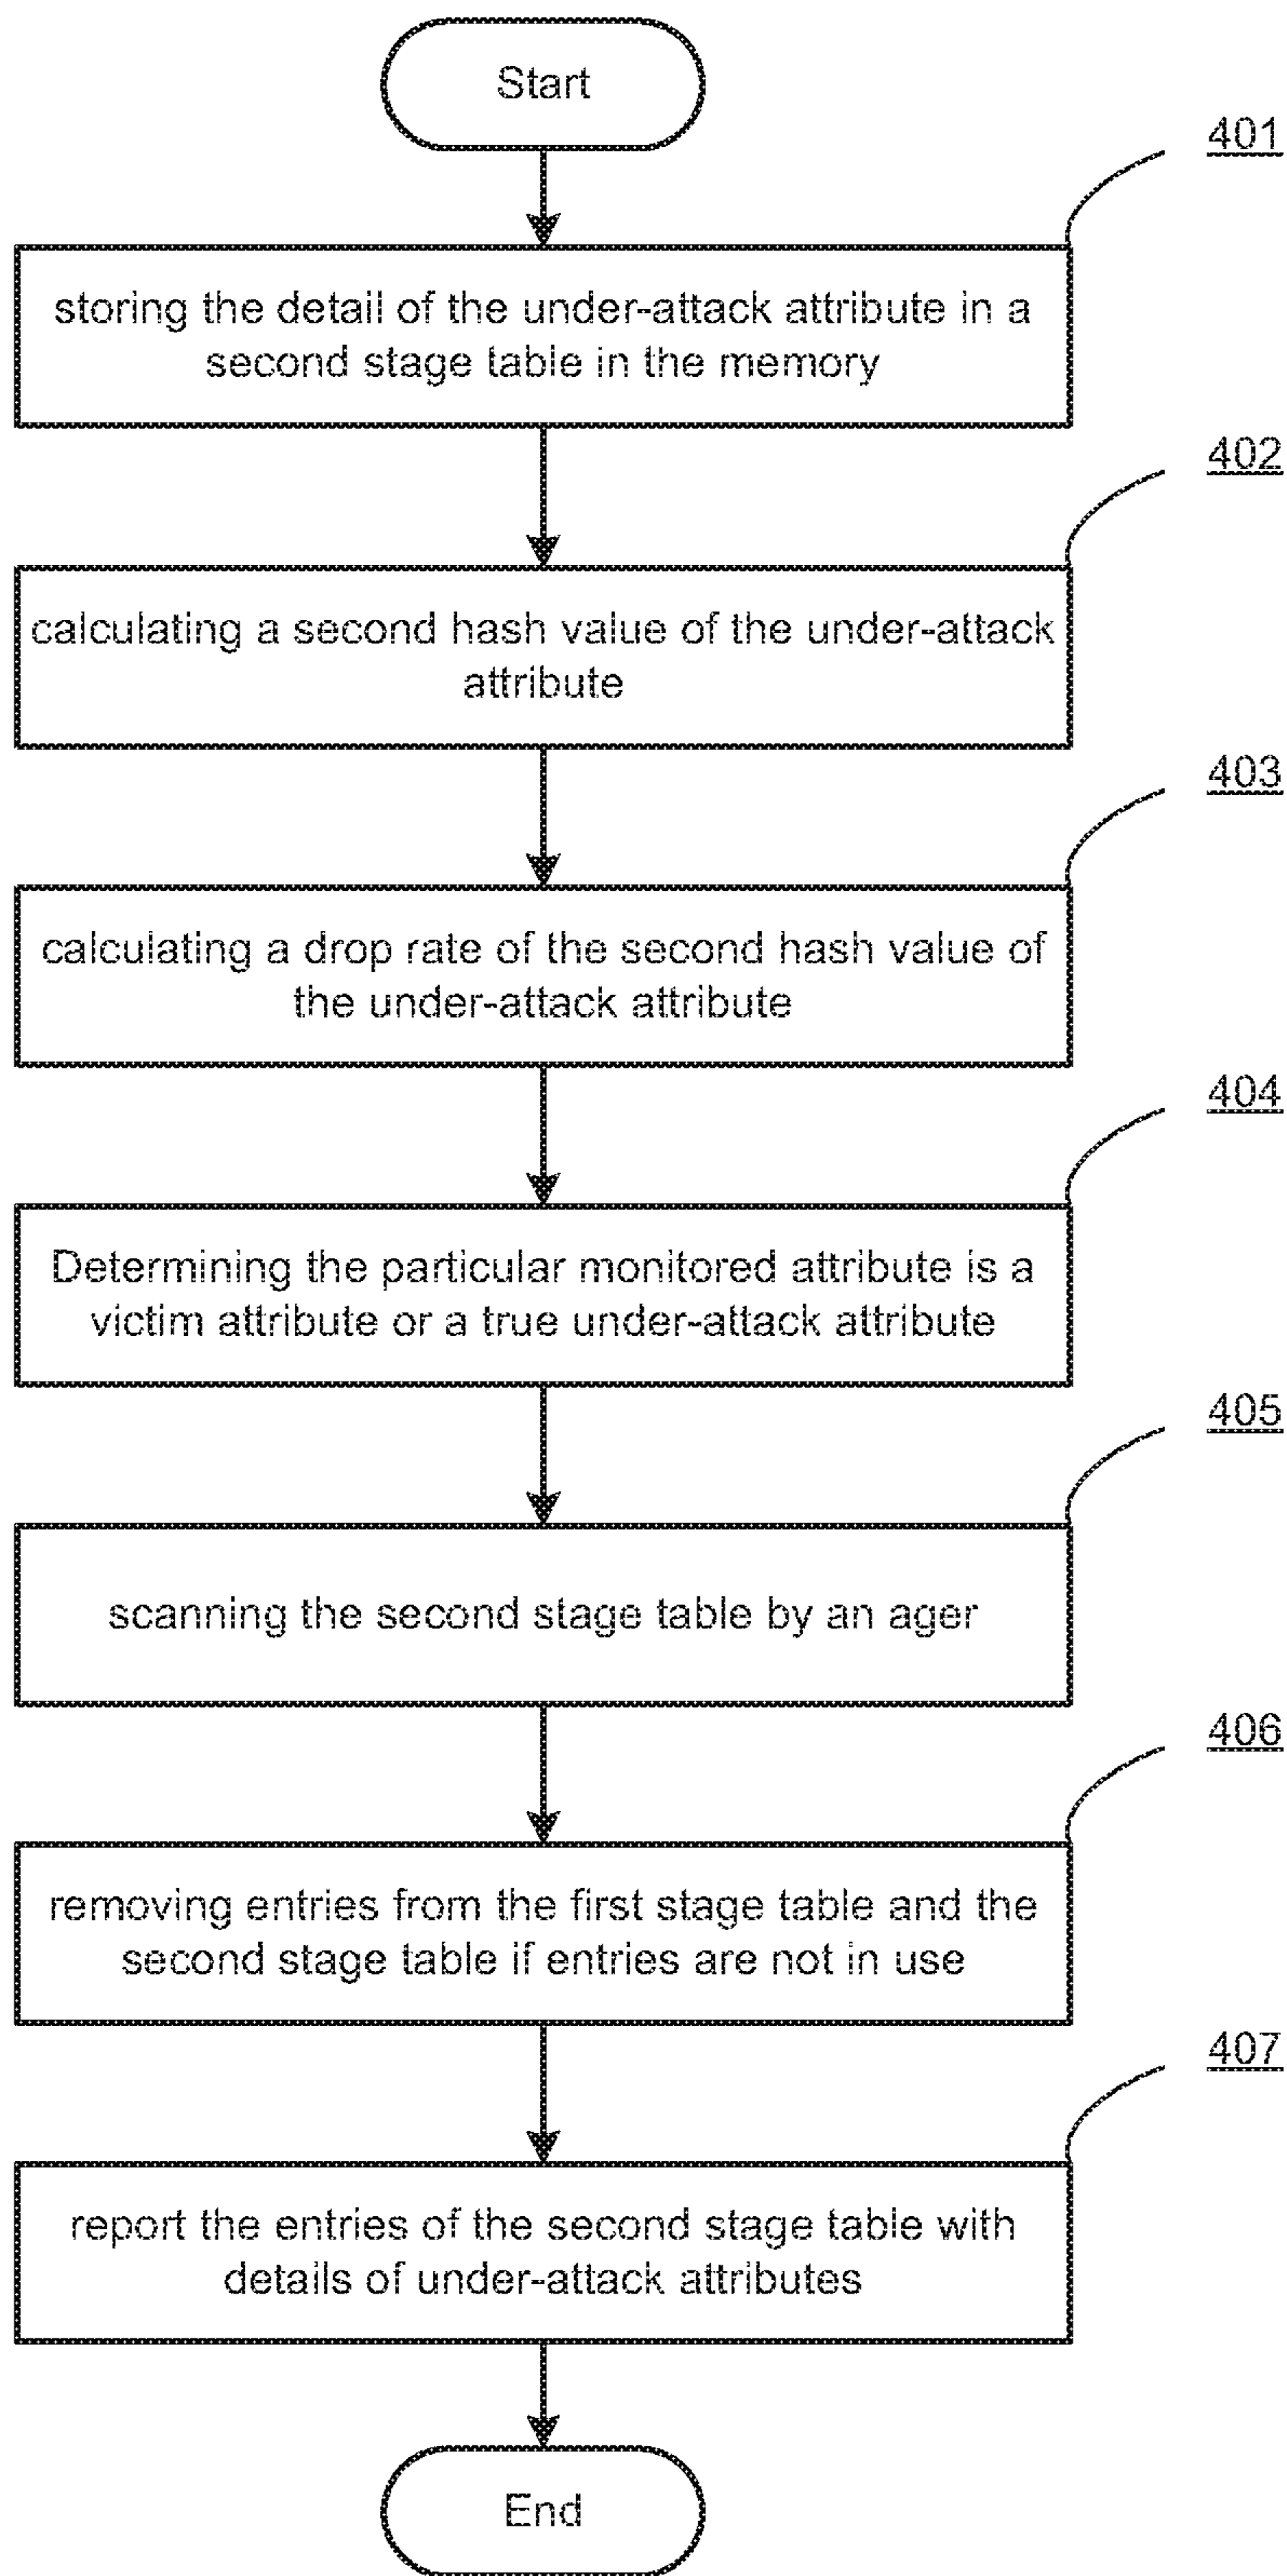 Start
401
storing the detail of the under-attack attribute in a
second stage table in the memory
402
calculating a second hash value of the under-attack
attribute
403
calculating a drop rate of the second hash value of
the under-attack attribute
404
Determining the particular monitored attribute is a
victim attribute or a true under-attack attribute
405
scanning the second stage table by an ager
406
removing entries from the first stage table and the
second stage table if entries are not in use
407
report the entries of the second stage table with
details of under-attack attributes
End